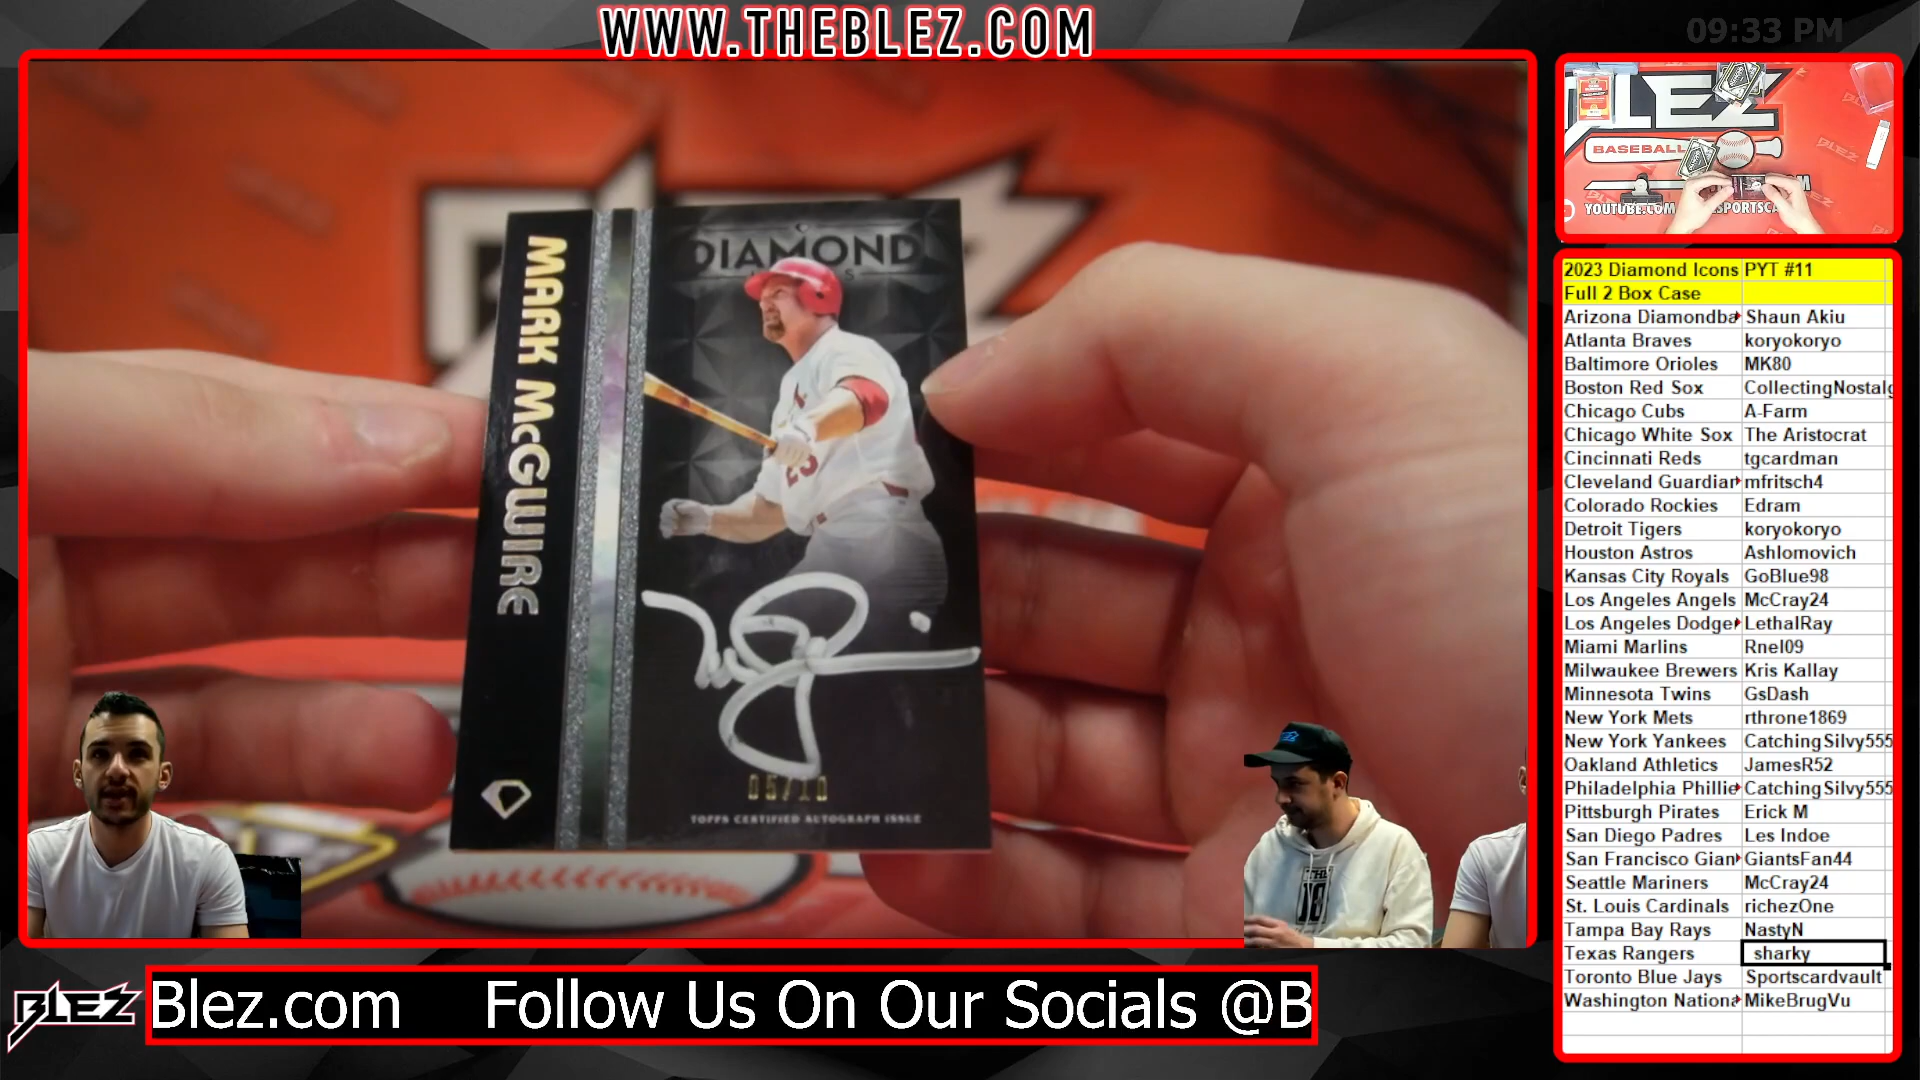 WWW.THEBLEZ.COM
09:33 PM
MARK McGWIRE
DIAMOND
23
05/10
TOPPS CERTIFIED AUTOGRAPH ISSUE
BLEZ
BASEBALL
YOUTUBE.COM
2023 Diamond Icons PYT #11
Full 2 Box Case
Arizona Diamondba Shaun Akiu
Atlanta Braves koryokoryo
Baltimore Orioles MK80
Boston Red Sox CollectingNostalg
Chicago Cubs A-Farm
Chicago White Sox The Aristocrat
Cincinnati Reds tgcardman
Cleveland Guardian mfritsch4
Colorado Rockies Edram
Detroit Tigers koryokoryo
Houston Astros Ashlomovich
Kansas City Royals GoBlue98
Los Angeles Angels McCray24
Los Angeles Dodge LethalRay
Miami Marlins Rnel09
Milwaukee Brewers Kris Kallay
Minnesota Twins GsDash
New York Mets rthrone1869
New York Yankees CatchingSilvy555
Oakland Athletics JamesR52
Philadelphia Phillie CatchingSilvy555
Pittsburgh Pirates Erick M
San Diego Padres Les Indoe
San Francisco Gian GiantsFan44
Seattle Mariners McCray24
St. Louis Cardinals richezOne
Tampa Bay Rays NastyN
Texas Rangers sharky
Toronto Blue Jays Sportscardvault
Washington Nationa MikeBrugVu
BLEZ
Blez.com Follow Us On Our Socials @B